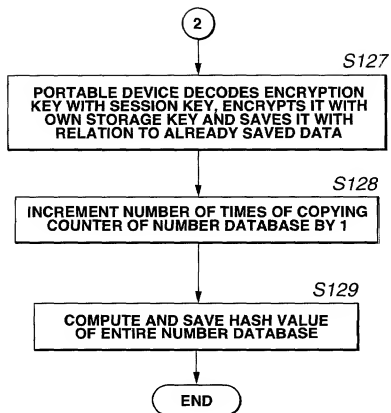 2
S127
PORTABLE DEVICE DECODES ENCRYPTION
KEY WITH SESSION KEY, ENCRYPTS IT WITH
OWN STORAGE KEY AND SAVES IT WITH
RELATION TO ALREADY SAVED DATA
S128
INCREMENT NUMBER OF TIMES OF COPYING
COUNTER OF NUMBER DATABASE BY 1
S129
COMPUTE AND SAVE HASH VALUE
OF ENTIRE NUMBER DATABASE
END